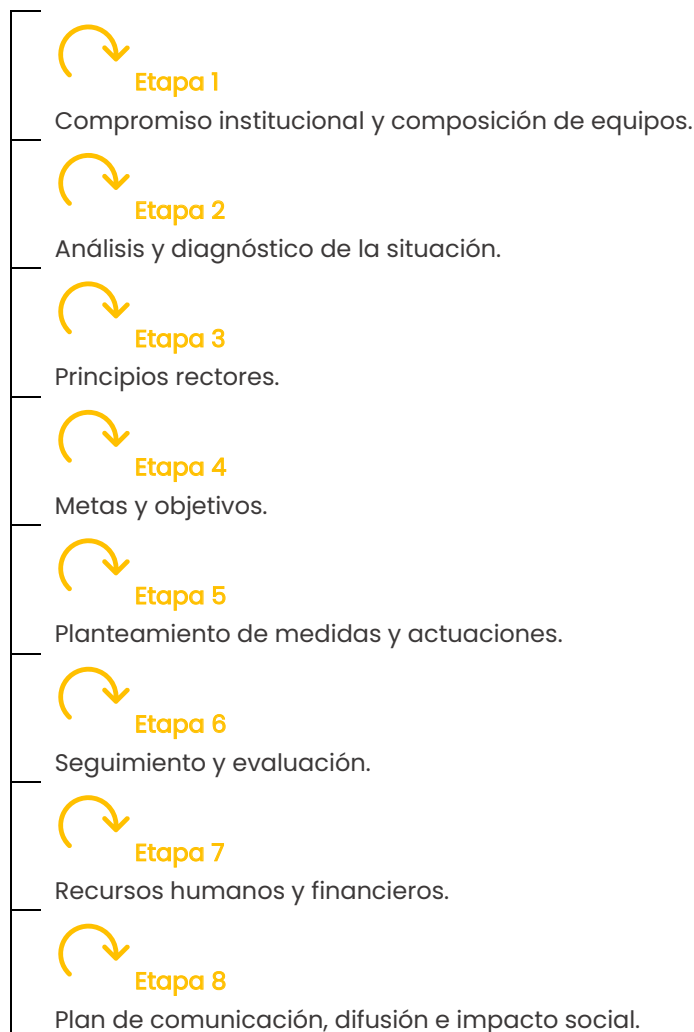 Etapa 1
Compromiso institucional y composición de equipos.
Etapa 2
Análisis y diagnóstico de la situación.
Etapa 3
Principios rectores.
Etapa 4
Metas y objetivos.
Etapa 5
Planteamiento de medidas y actuaciones.
Etapa 6
Seguimiento y evaluación.
Etapa 7
Recursos humanos y financieros.
Etapa 8
Plan de comunicación, difusión e impacto social.